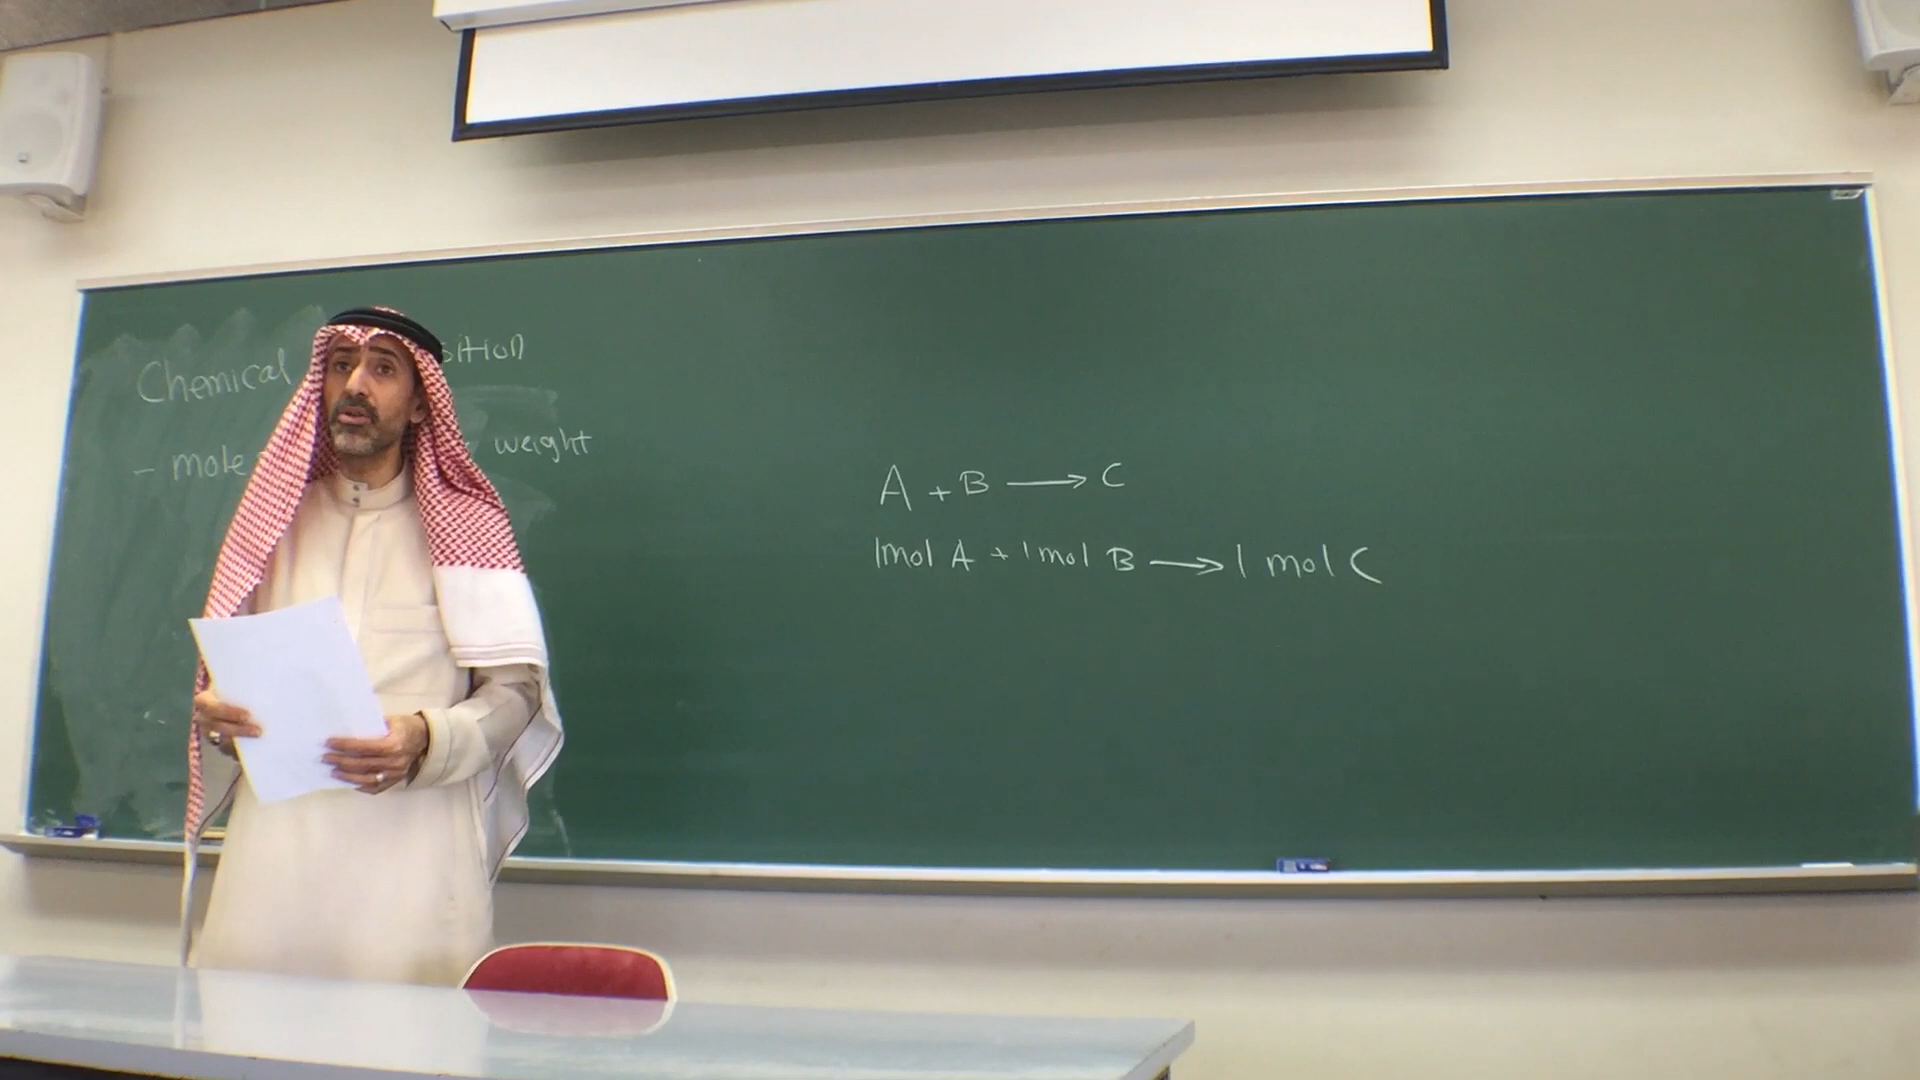 Chemical sition
- mole weight
A + B ⟶ C
1mol A + 1mol B ⟶ 1 mol C